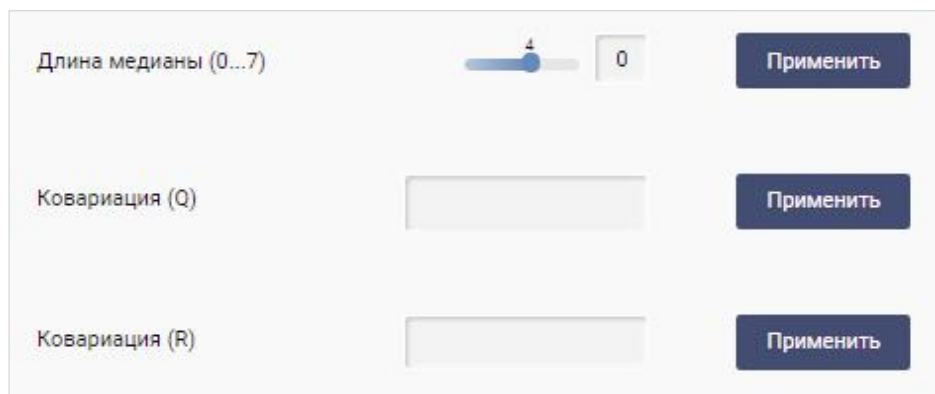 Длина медианы (0...7)
4
0
Применить
Ковариация (Q)
Применить
Ковариация (R)
Применить